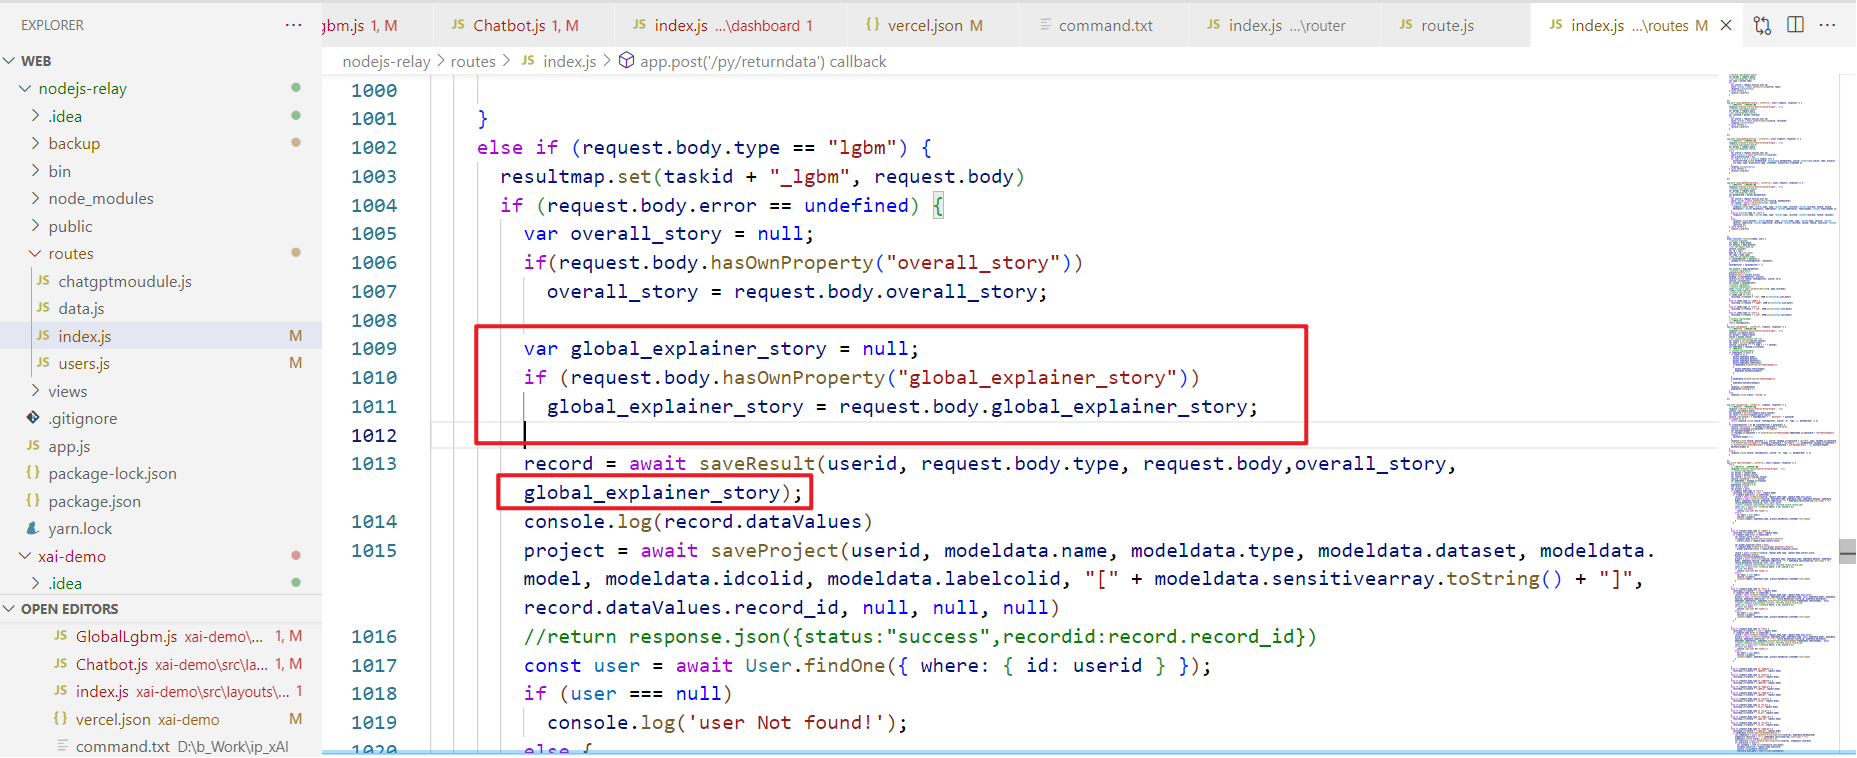 EXPLORER
WEB
nodejs-relay
.idea
backup
bin
node_modules
public
routes
JS chatgptmoudule.js
JS data.js
JS index.js M
JS users.js M
views
.gitignore
JS app.js
{} package-lock.json
{} package.json
yarn.lock
xai-demo
.idea
OPEN EDITORS
JS GlobalLgbm.js xai-demo\... 1, M
JS Chatbot.js xai-demo\src\la... 1, M
JS index.js xai-demo\src\layouts\... 1
{} vercel.json xai-demo M
command.txt D:\b_Work\ip_xAI
gbm.js 1, M
JS Chatbot.js 1, M
JS index.js ...\dashboard 1
{} vercel.json M
command.txt
JS index.js ...\router
JS route.js
JS index.js ...\routes M
nodejs-relay > routes > JS index.js > app.post('/py/returndata') callback
1000
1001 }
1002 else if (request.body.type == "lgbm") {
1003 resultmap.set(taskid + "_lgbm", request.body)
1004 if (request.body.error == undefined) {
1005 var overall_story = null;
1006 if(request.body.hasOwnProperty("overall_story"))
1007 overall_story = request.body.overall_story;
1008
1009 var global_explainer_story = null;
1010 if (request.body.hasOwnProperty("global_explainer_story"))
1011 global_explainer_story = request.body.global_explainer_story;
1012
1013 record = await saveResult(userid, request.body.type, request.body,overall_story,
global_explainer_story);
1014 console.log(record.dataValues)
1015 project = await saveProject(userid, modeldata.name, modeldata.type, modeldata.dataset, modeldata.
model, modeldata.idcolid, modeldata.labelcolid, "[" + modeldata.sensitivearray.toString() + "]",
record.dataValues.record_id, null, null, null)
1016 //return response.json({status:"success",recordid:record.record_id})
1017 const user = await User.findOne({ where: { id: userid } });
1018 if (user === null)
1019 console.log('user Not found!');
1020 else {